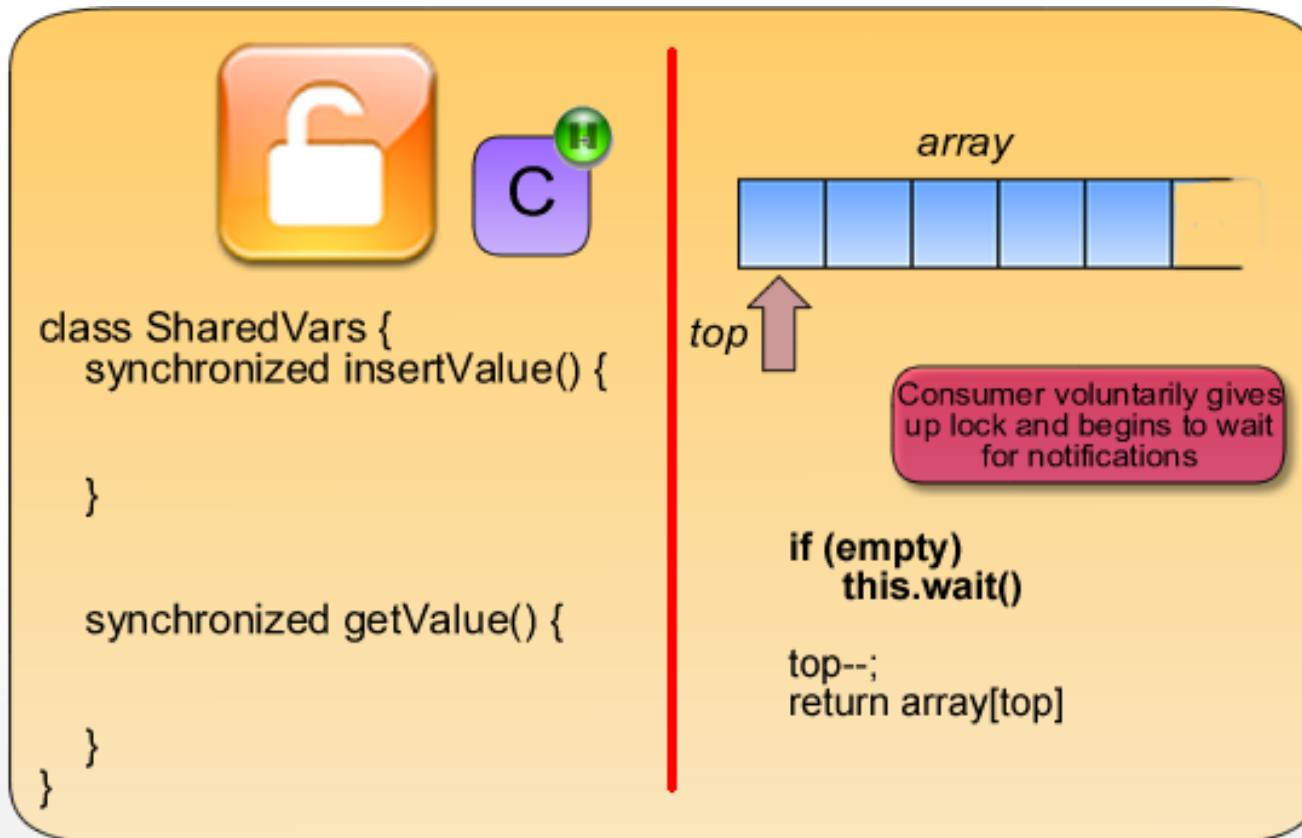 C
class SharedVars {
synchronized insertValue() {
}
synchronized getValue() {
}
}
array
top
Consumer voluntarily gives
up lock and begins to wait
for notifications
if (empty)
this.wait()
top--;
return array[top]